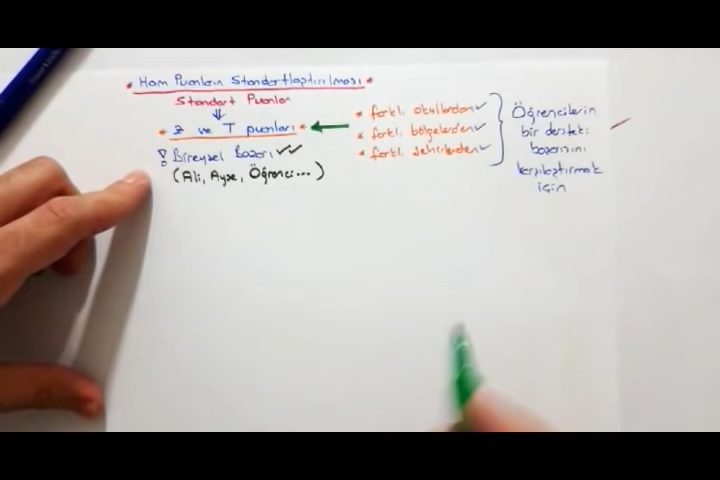 * Ham Puanların Standartlaştırılması *
Standart Puanlar
* Z ve T puanları *
! Bireysel Başarı ✓✓
(Ali, Ayşe, Öğrenci...)
* farklı okullardan ✓
* farklı bölgelerden ✓
* farklı şehirlerden ✓
Öğrencilerin
bir dersteki
başarısını
karşılaştırmak
için